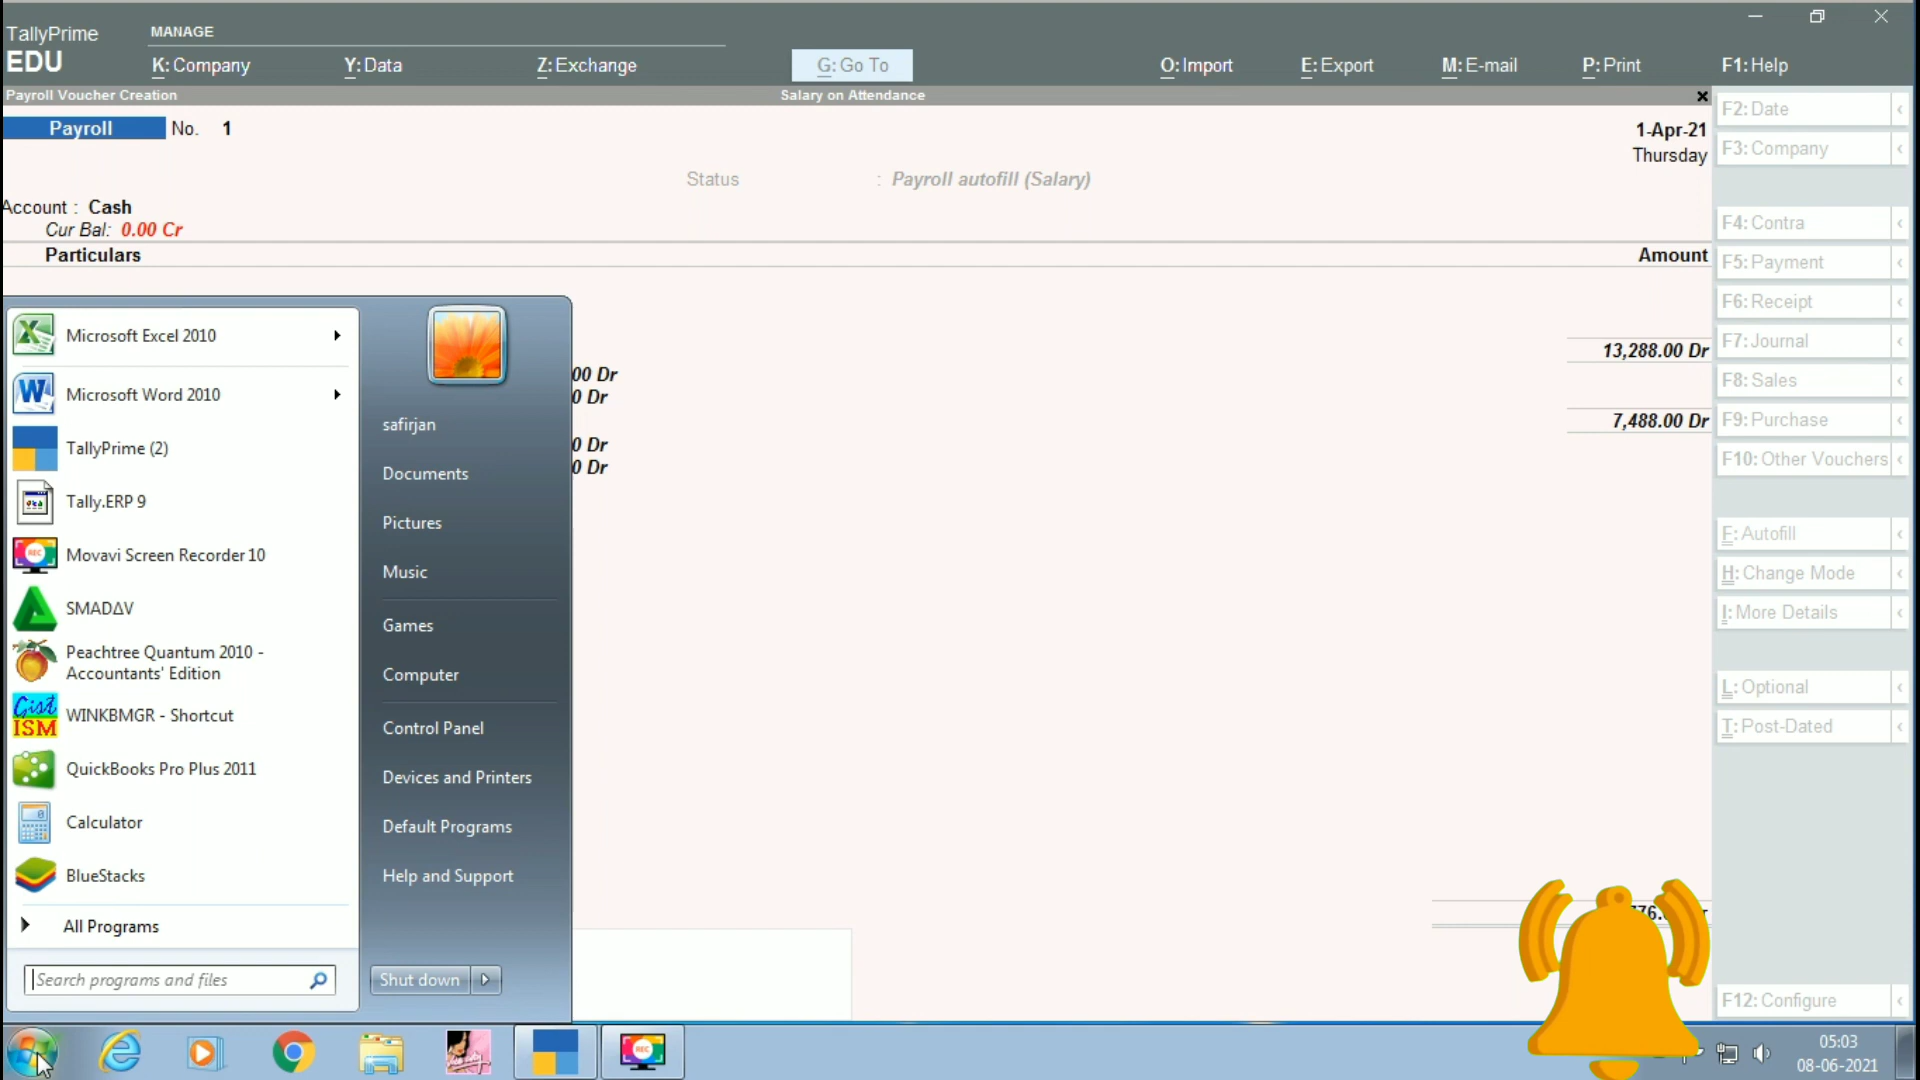 TallyPrime
EDU
MANAGE
K: Company
Y: Data
Z: Exchange
G: Go To
O: Import
E: Export
M: E-mail
P: Print
F1: Help
Payroll Voucher Creation
Salary on Attendance
Payroll No. 1
1-Apr-21
Thursday
Status : Payroll autofill (Salary)
Account : Cash
Cur Bal: 0.00 Cr
Particulars
Amount
13,288.00 Dr
00 Dr
0 Dr
7,488.00 Dr
0 Dr
0 Dr
F2: Date
F3: Company
F4: Contra
F5: Payment
F6: Receipt
F7: Journal
F8: Sales
F9: Purchase
F10: Other Vouchers
F: Autofill
H: Change Mode
I: More Details
L: Optional
T: Post-Dated
F12: Configure
Microsoft Excel 2010
Microsoft Word 2010
TallyPrime (2)
Tally.ERP 9
REC
Movavi Screen Recorder 10
SMAD∆V
Peachtree Quantum 2010 -
Accountants' Edition
Gist
ISM
WINKBMGR - Shortcut
QuickBooks Pro Plus 2011
Calculator
BlueStacks
All Programs
Search programs and files
safirjan
Documents
Pictures
Music
Games
Computer
Control Panel
Devices and Printers
Default Programs
Help and Support
Shut down
REC
05:03
08-06-2021